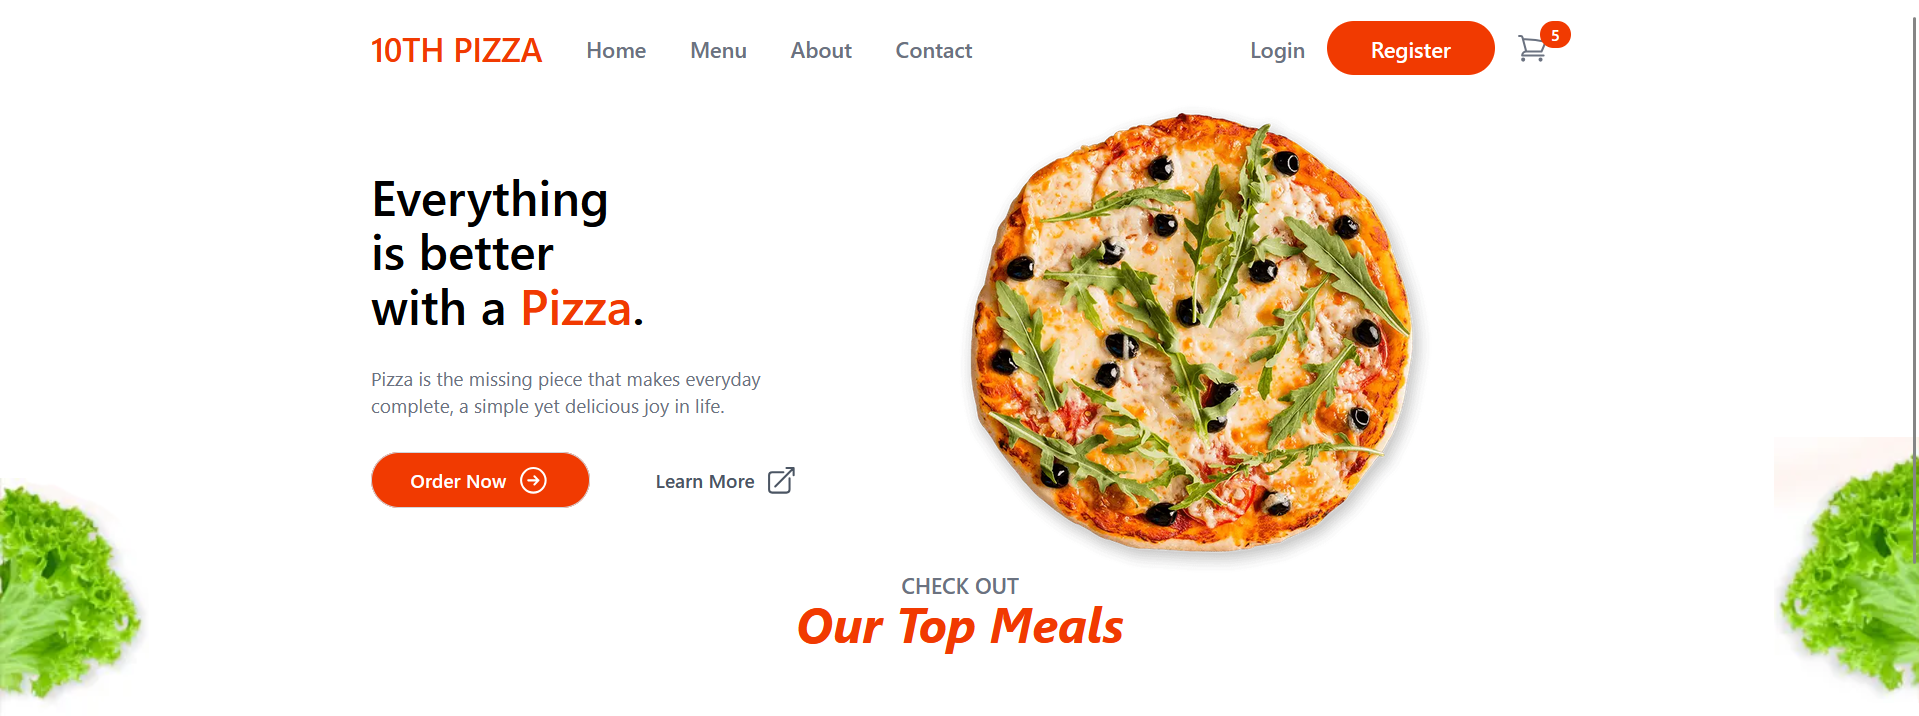 10TH PIZZA
Home
Menu
About
Contact
Login
Register
5
Everything
is better
with a Pizza.
Pizza is the missing piece that makes everyday
complete, a simple yet delicious joy in life.
Order Now
Learn More
CHECK OUT
Our Top Meals